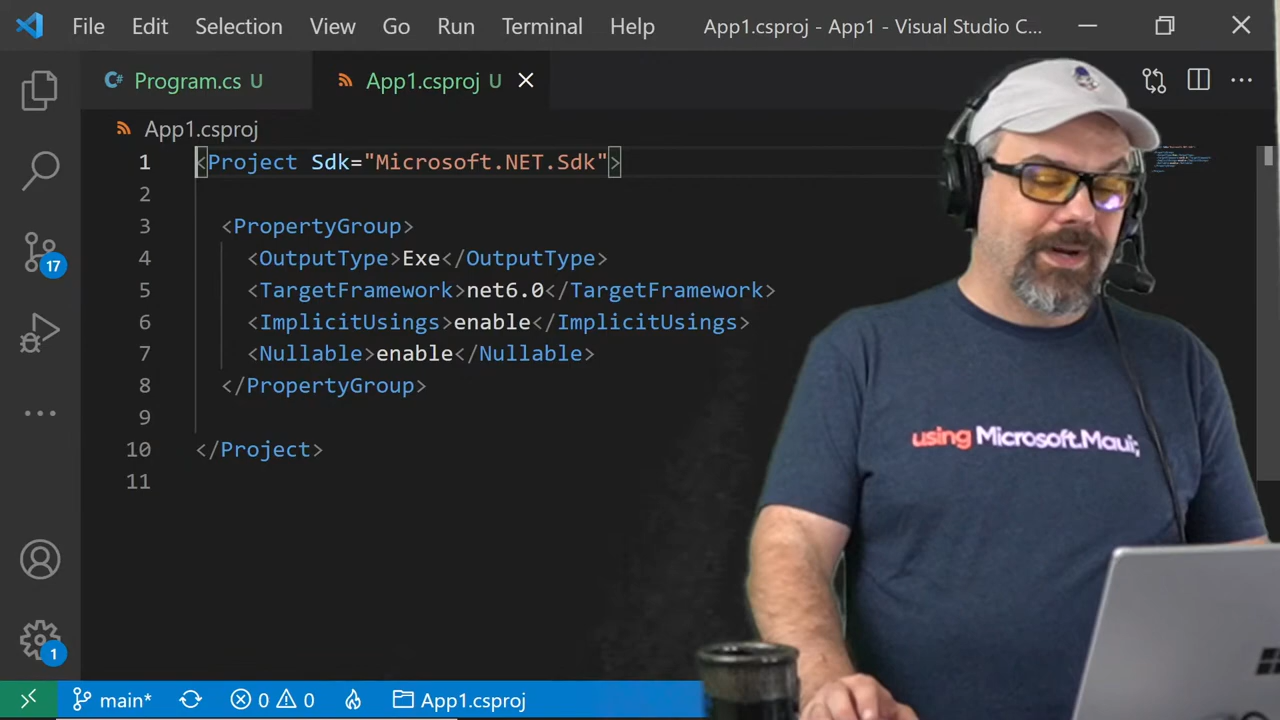 File Edit Selection View Go Run Terminal Help App1.csproj - App1 - Visual Studio C...
Program.cs U App1.csproj U
App1.csproj
1 <Project Sdk="Microsoft.NET.Sdk">
2
3 <PropertyGroup>
4 <OutputType>Exe</OutputType>
5 <TargetFramework>net6.0</TargetFramework>
6 <ImplicitUsings>enable</ImplicitUsings>
7 <Nullable>enable</Nullable>
8 </PropertyGroup>
9
10 </Project>
11
17
using Microsoft.Maui;
1
main* 0 0 App1.csproj